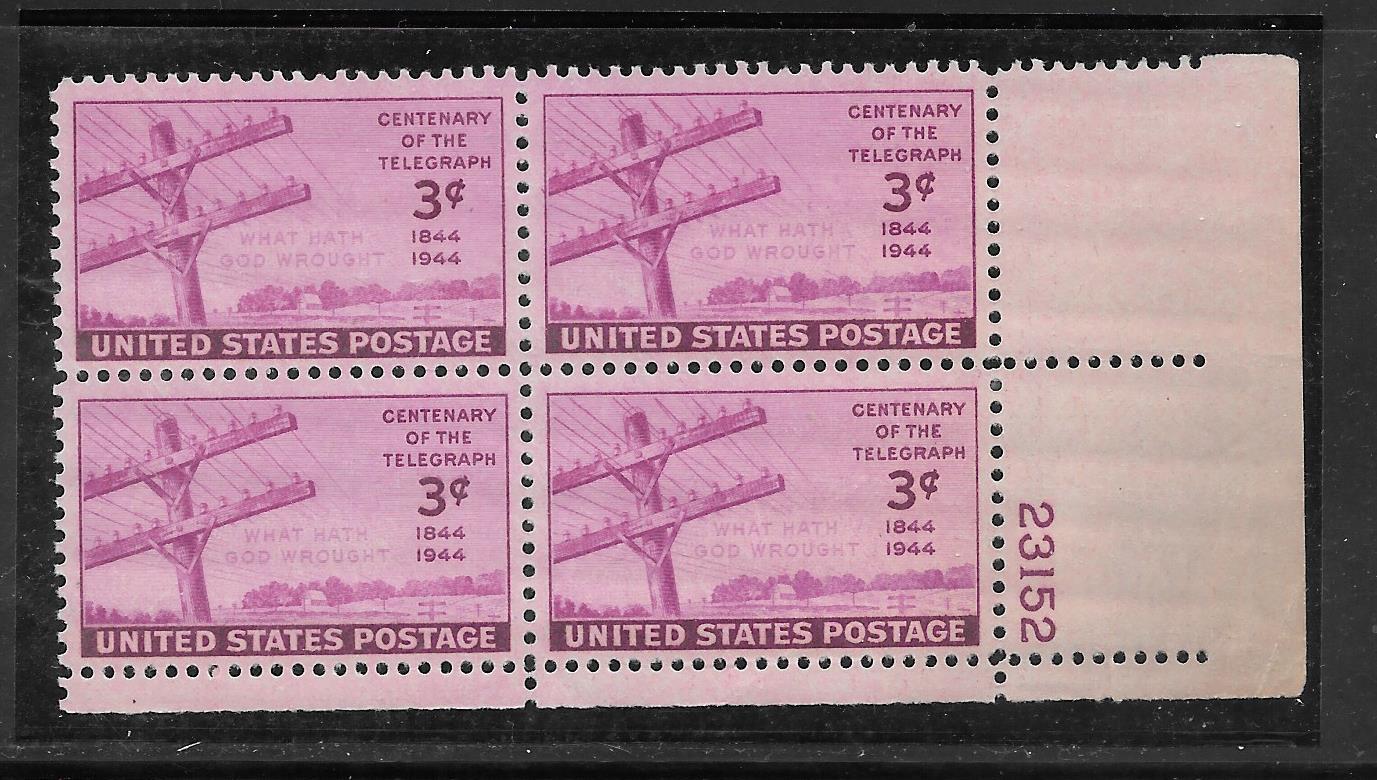 CENTENARY
OF THE
TELEGRAPH
3¢
WHAT HATH
GOD WROUGHT
1844
1944
UNITED STATES POSTAGE
CENTENARY
OF THE
TELEGRAPH
3¢
WHAT HATH
GOD WROUGHT
1844
1944
UNITED STATES POSTAGE
CENTENARY
OF THE
TELEGRAPH
3¢
WHAT HATH
GOD WROUGHT
1844
1944
UNITED STATES POSTAGE
CENTENARY
OF THE
TELEGRAPH
3¢
WHAT HATH
GOD WROUGHT
1844
1944
UNITED STATES POSTAGE
23152